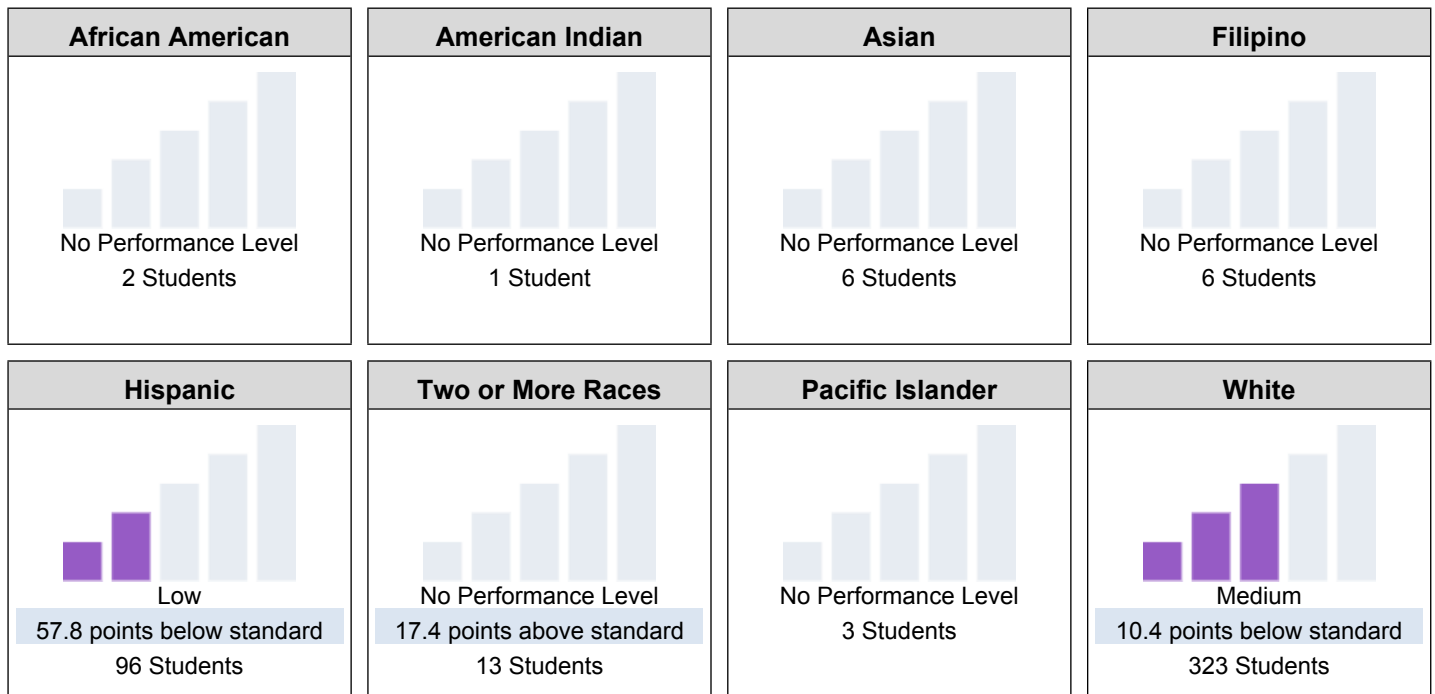 African American
No Performance Level
2 Students
American Indian
No Performance Level
1 Student
Asian
No Performance Level
6 Students
Filipino
No Performance Level
6 Students
Hispanic
Low
57.8 points below standard
96 Students
Two or More Races
No Performance Level
17.4 points above standard
13 Students
Pacific Islander
No Performance Level
3 Students
White
Medium
10.4 points below standard
323 Students